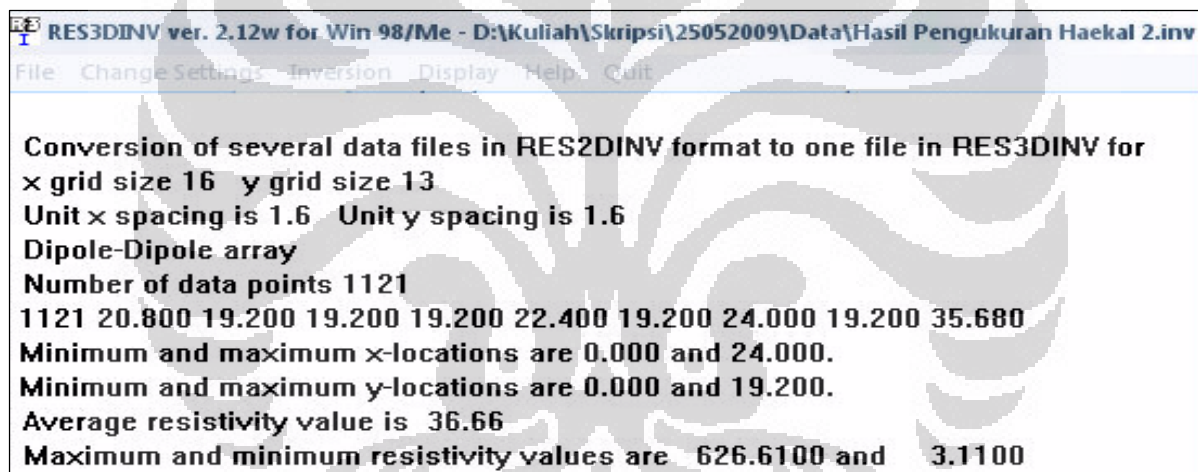 RES3DINV ver. 2.12w for Win 98/Me - D:\Kuliah\Skripsi\25052009\Data\Hasil Pengukuran Haekal 2.inv
File Change Settings Inversion Display Help Quit
Conversion of several data files in RES2DINV format to one file in RES3DINV for
x grid size 16 y grid size 13
Unit x spacing is 1.6 Unit y spacing is 1.6
Dipole-Dipole array
Number of data points 1121
1121 20.800 19.200 19.200 19.200 22.400 19.200 24.000 19.200 35.680
Minimum and maximum x-locations are 0.000 and 24.000.
Minimum and maximum y-locations are 0.000 and 19.200.
Average resistivity value is 36.66
Maximum and minimum resistivity values are 626.6100 and 3.1100